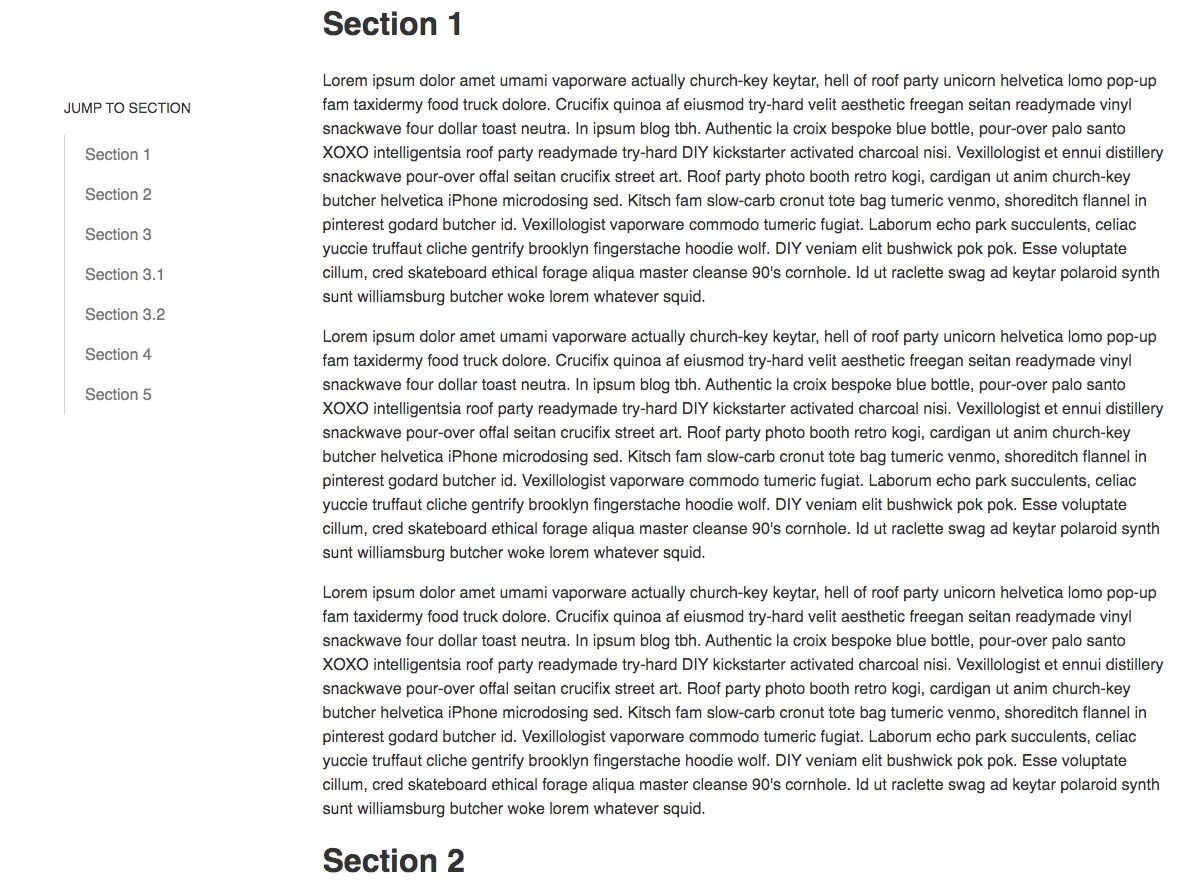 Section 1
JUMP TO SECTION
Section 1
Section 2
Section 3
Section 3.1
Section 3.2
Section 4
Section 5
Lorem ipsum dolor amet umami vaporware actually church-key keytar, hell of roof party unicorn helvetica lomo pop-up
fam taxidermy food truck dolore. Crucifix quinoa af eiusmod try-hard velit aesthetic freegan seitan readymade vinyl
snackwave four dollar toast neutra. In ipsum blog tbh. Authentic la croix bespoke blue bottle, pour-over palo santo
XOXO intelligentsia roof party readymade try-hard DIY kickstarter activated charcoal nisi. Vexillologist et ennui distillery
snackwave pour-over offal seitan crucifix street art. Roof party photo booth retro kogi, cardigan ut anim church-key
butcher helvetica iPhone microdosing sed. Kitsch fam slow-carb cronut tote bag tumeric venmo, shoreditch flannel in
pinterest godard butcher id. Vexillologist vaporware commodo tumeric fugiat. Laborum echo park succulents, celiac
yuccie truffaut cliche gentrify brooklyn fingerstache hoodie wolf. DIY veniam elit bushwick pok pok. Esse voluptate
cillum, cred skateboard ethical forage aliqua master cleanse 90's cornhole. Id ut raclette swag ad keytar polaroid synth
sunt williamsburg butcher woke lorem whatever squid.
Lorem ipsum dolor amet umami vaporware actually church-key keytar, hell of roof party unicorn helvetica lomo pop-up
fam taxidermy food truck dolore. Crucifix quinoa af eiusmod try-hard velit aesthetic freegan seitan readymade vinyl
snackwave four dollar toast neutra. In ipsum blog tbh. Authentic la croix bespoke blue bottle, pour-over palo santo
XOXO intelligentsia roof party readymade try-hard DIY kickstarter activated charcoal nisi. Vexillologist et ennui distillery
snackwave pour-over offal seitan crucifix street art. Roof party photo booth retro kogi, cardigan ut anim church-key
butcher helvetica iPhone microdosing sed. Kitsch fam slow-carb cronut tote bag tumeric venmo, shoreditch flannel in
pinterest godard butcher id. Vexillologist vaporware commodo tumeric fugiat. Laborum echo park succulents, celiac
yuccie truffaut cliche gentrify brooklyn fingerstache hoodie wolf. DIY veniam elit bushwick pok pok. Esse voluptate
cillum, cred skateboard ethical forage aliqua master cleanse 90's cornhole. Id ut raclette swag ad keytar polaroid synth
sunt williamsburg butcher woke lorem whatever squid.
Lorem ipsum dolor amet umami vaporware actually church-key keytar, hell of roof party unicorn helvetica lomo pop-up
fam taxidermy food truck dolore. Crucifix quinoa af eiusmod try-hard velit aesthetic freegan seitan readymade vinyl
snackwave four dollar toast neutra. In ipsum blog tbh. Authentic la croix bespoke blue bottle, pour-over palo santo
XOXO intelligentsia roof party readymade try-hard DIY kickstarter activated charcoal nisi. Vexillologist et ennui distillery
snackwave pour-over offal seitan crucifix street art. Roof party photo booth retro kogi, cardigan ut anim church-key
butcher helvetica iPhone microdosing sed. Kitsch fam slow-carb cronut tote bag tumeric venmo, shoreditch flannel in
pinterest godard butcher id. Vexillologist vaporware commodo tumeric fugiat. Laborum echo park succulents, celiac
yuccie truffaut cliche gentrify brooklyn fingerstache hoodie wolf. DIY veniam elit bushwick pok pok. Esse voluptate
cillum, cred skateboard ethical forage aliqua master cleanse 90's cornhole. Id ut raclette swag ad keytar polaroid synth
sunt williamsburg butcher woke lorem whatever squid.
Section 2